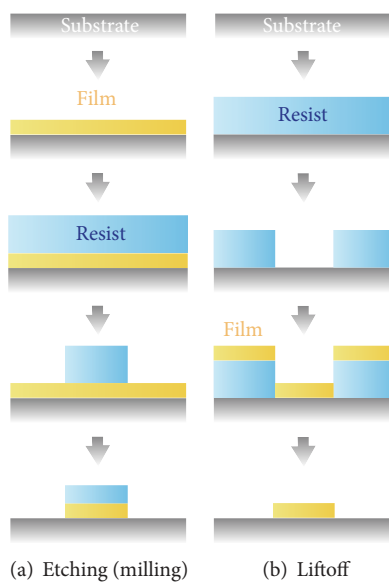 Substrate
Film
Resist
(a) Etching (milling)
Substrate
Resist
Film
(b) Liftoff